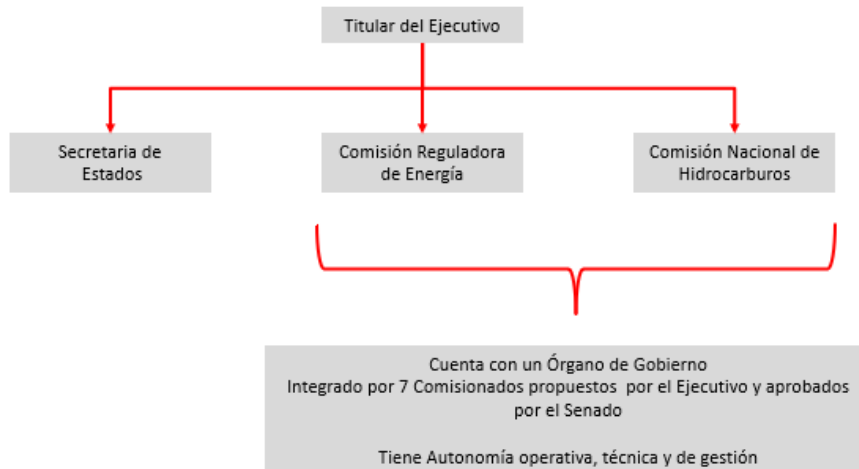 Titular del Ejecutivo
Secretaria de
Estados
Comisión Reguladora
de Energía
Comisión Nacional de
Hidrocarburos
Cuenta con un Órgano de Gobierno
Integrado por 7 Comisionados propuestos por el Ejecutivo y aprobados
por el Senado
Tiene Autonomía operativa, técnica y de gestión